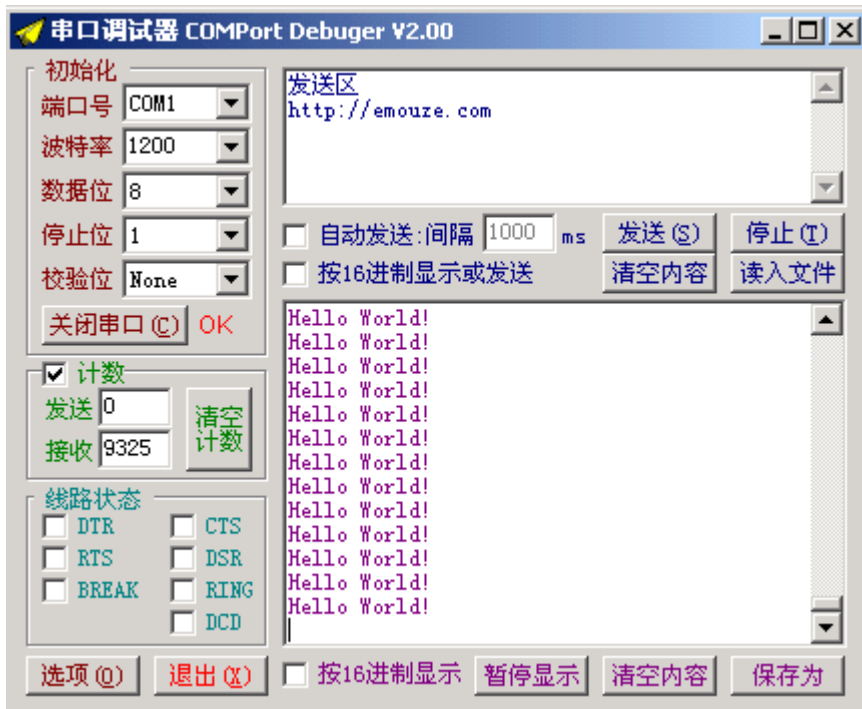 串口调试器 COMPort Debuger V2.00
初始化
端口号 COM1
波特率 1200
数据位 8
停止位 1
校验位 None
关闭串口(C) OK
计数
发送 0
接收 9325
清空
计数
线路状态
DTR CTS
RTS DSR
BREAK RING
DCD
选项(O) 退出(X)
发送区
http://emouze.com
自动发送:间隔 1000 ms 发送(S) 停止(T)
按16进制显示或发送 清空内容 读入文件
Hello World!
Hello World!
Hello World!
Hello World!
Hello World!
Hello World!
Hello World!
Hello World!
Hello World!
Hello World!
Hello World!
Hello World!
Hello World!
按16进制显示 暂停显示 清空内容 保存为